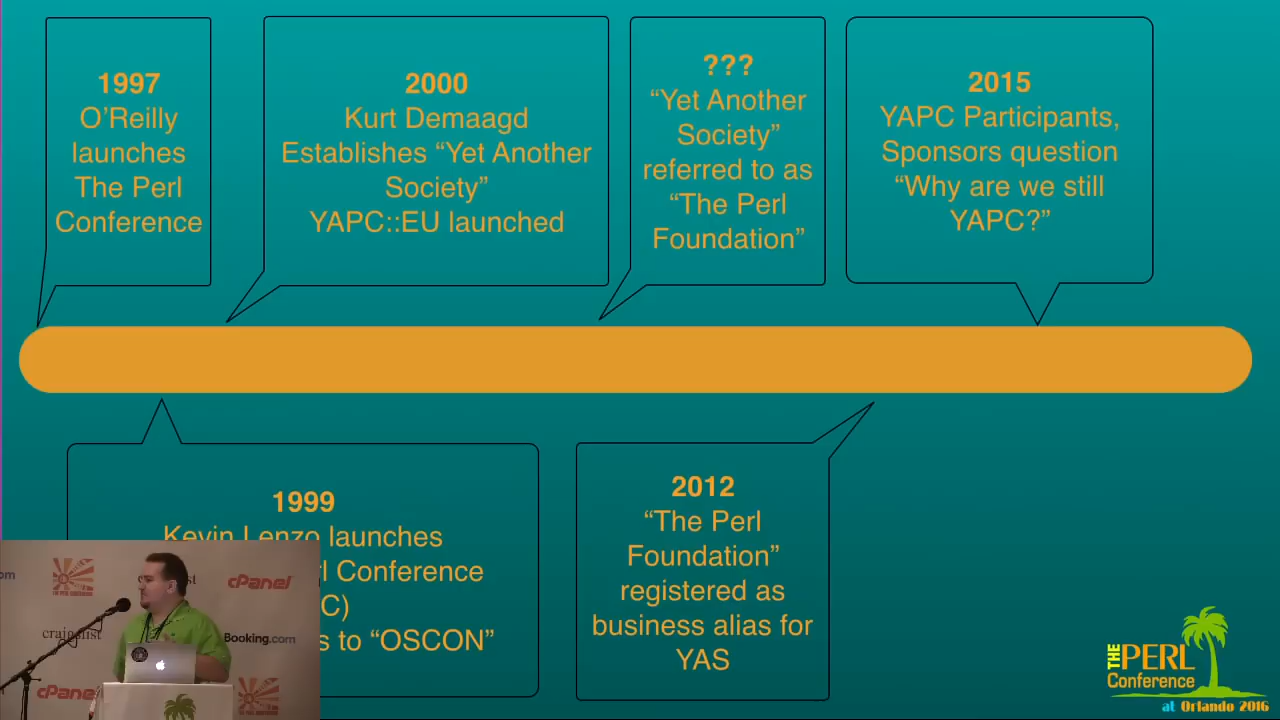 1997
O’Reilly
launches
The Perl
Conference
2000
Kurt Demaagd
Establishes “Yet Another
Society”
YAPC::EU launched
???
“Yet Another
Society”
referred to as
“The Perl
Foundation”
2015
YAPC Participants,
Sponsors question
“Why are we still
YAPC?”
1999
Kevin Lenzo launches
l Conference
C)
s to “OSCON”
2012
“The Perl
Foundation”
registered as
business alias for
YAS
om
st
cPanel
craigslist
Booking.com
cPanel
THE PERL
Conference
at Orlando 2016